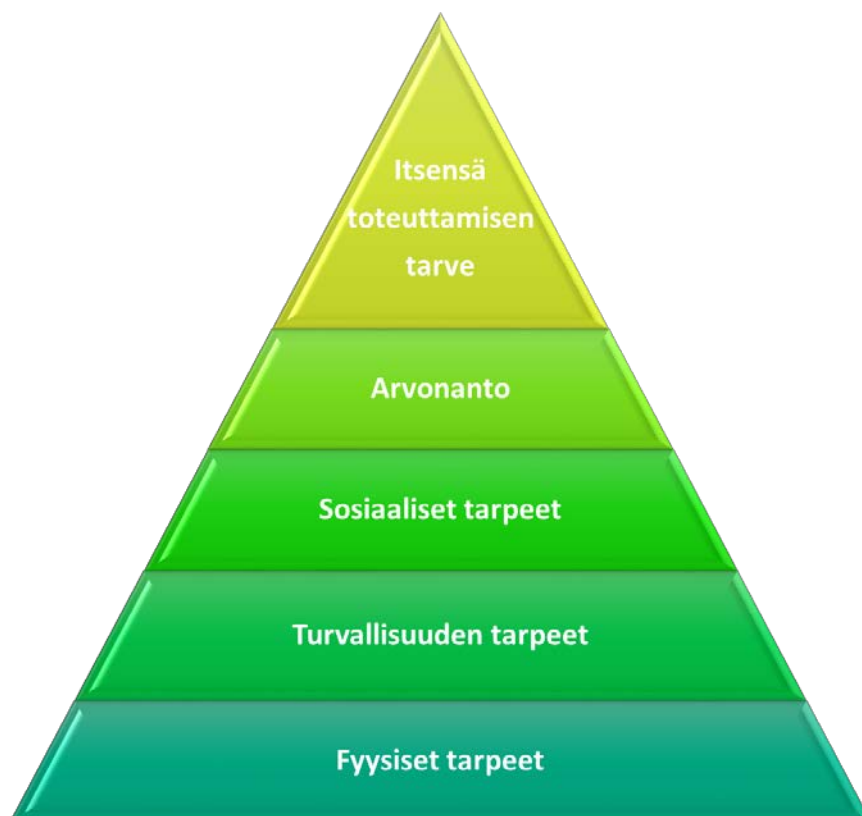 Itsensä
toteuttamisen
tarve
Arvonanto
Sosiaaliset tarpeet
Turvallisuuden tarpeet
Fyysiset tarpeet